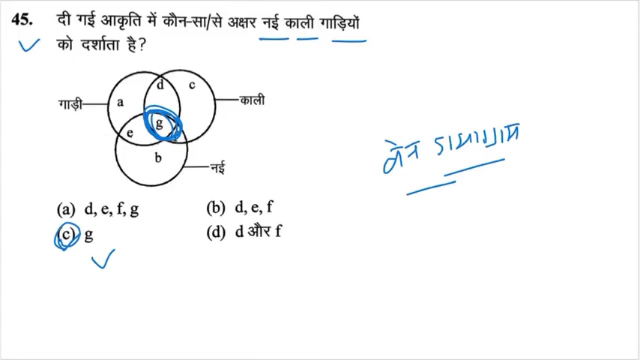 45. दी गई आकृति में कौन-सा/से अक्षर नई काली गाड़ियों
को दर्शाता है?
d
c
गाड़ी
a
काली
g
e
b
नई
वेन डायाग्राम
(a) d, e, f, g
(b) d, e, f
(c) g
(d) d और f